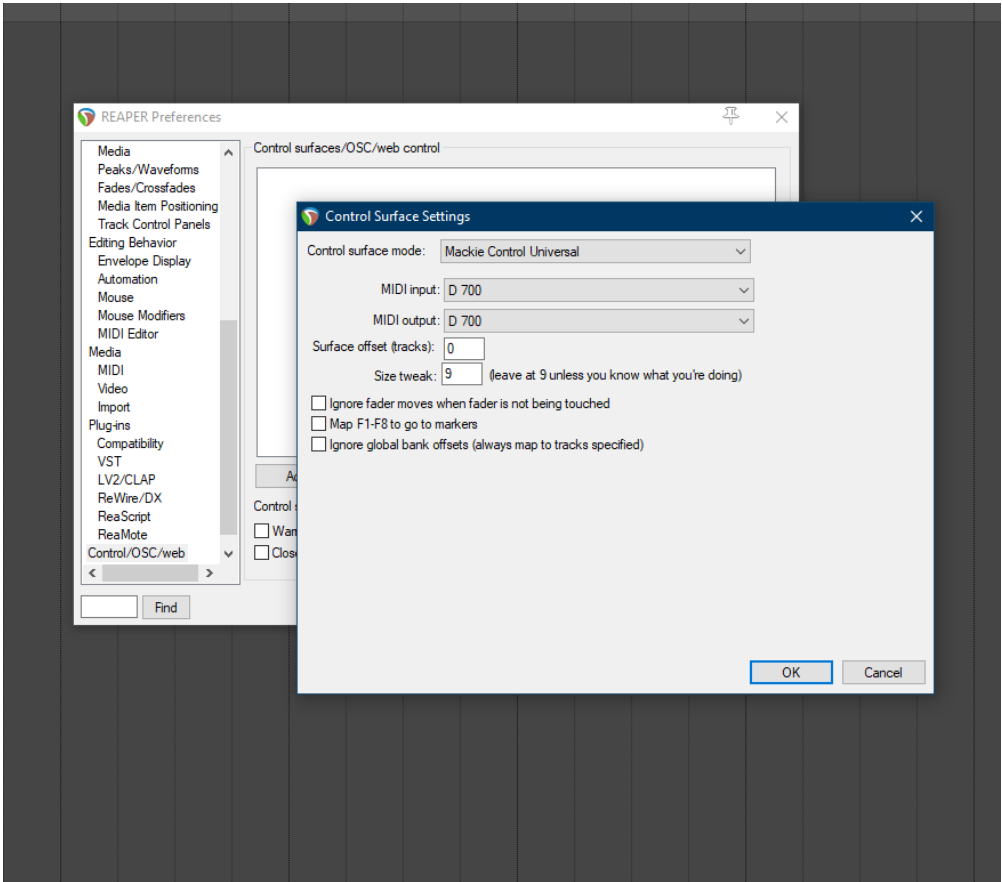 REAPER Preferences
Media
Peaks/Waveforms
Fades/Crossfades
Media Item Positioning
Track Control Panels
Editing Behavior
Envelope Display
Automation
Mouse
Mouse Modifiers
MIDI Editor
Media
MIDI
Video
Import
Plug-ins
Compatibility
VST
LV2/CLAP
ReWire/DX
ReaScript
ReaMote
Control/OSC/web
Find
Control surfaces/OSC/web control
Control
Control Surface Settings
Control surface mode: Mackie Control Universal
MIDI input: D 700
MIDI output: D 700
Surface offset (tracks): 0
Size tweak: 9 (leave at 9 unless you know what you're doing)
Ignore fader moves when fader is not being touched
Map F1-F8 to go to markers
Ignore global bank offsets (always map to tracks specified)
OK Cancel